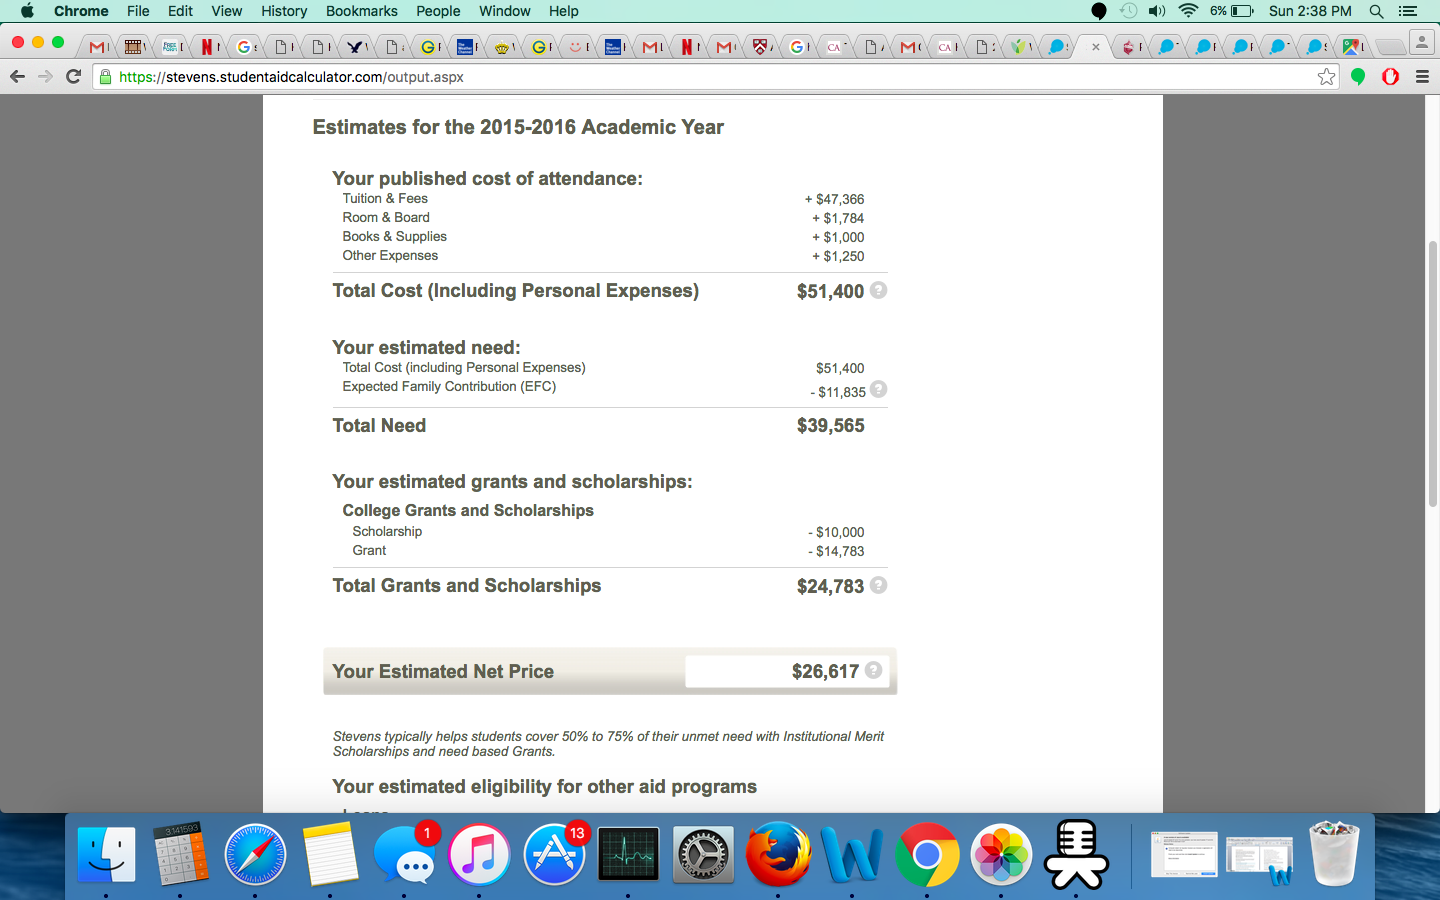 Chrome File Edit View History Bookmarks People Window Help 6% Sun 2:38 PM
https://stevens.studentaidcalculator.com/output.aspx
Estimates for the 2015-2016 Academic Year
Your published cost of attendance:
Tuition & Fees + $47,366
Room & Board + $1,784
Books & Supplies + $1,000
Other Expenses + $1,250
Total Cost (Including Personal Expenses) $51,400 ?
Your estimated need:
Total Cost (including Personal Expenses) $51,400
Expected Family Contribution (EFC) - $11,835 ?
Total Need $39,565
Your estimated grants and scholarships:
College Grants and Scholarships
Scholarship - $10,000
Grant - $14,783
Total Grants and Scholarships $24,783 ?
Your Estimated Net Price $26,617 ?
Stevens typically helps students cover 50% to 75% of their unmet need with Institutional Merit
Scholarships and need based Grants.
Your estimated eligibility for other aid programs
3.141593
1
13